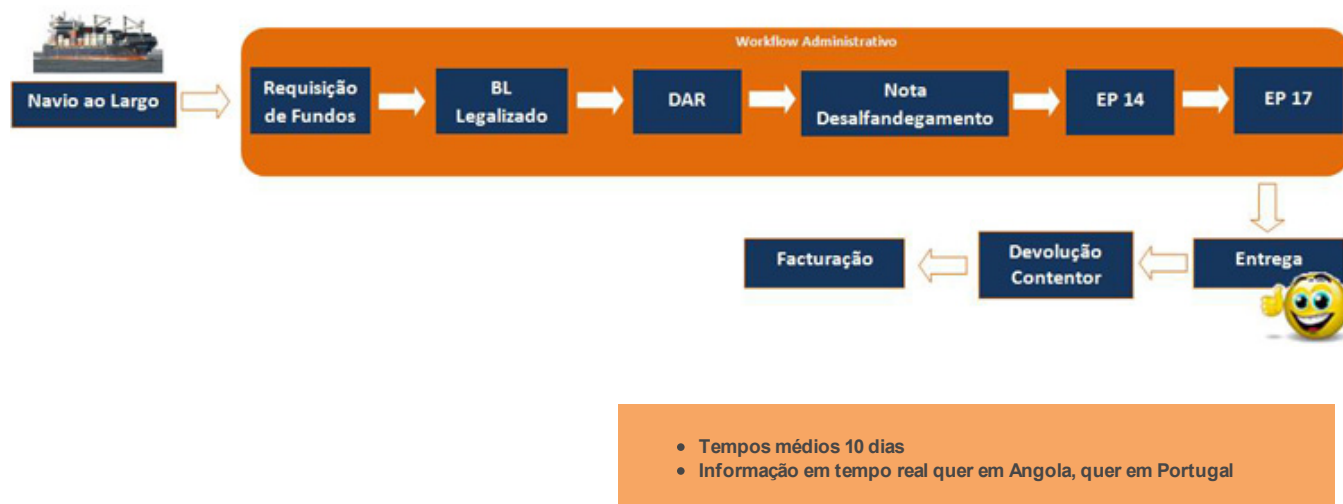 Workflow Administrativo
Navio ao Largo
Requisição
de Fundos
BL
Legalizado
DAR
Nota
Desalfandegamento
EP 14
EP 17
Entrega
Devolução
Contentor
Facturação
• Tempos médios 10 dias
• Informação em tempo real quer em Angola, quer em Portugal